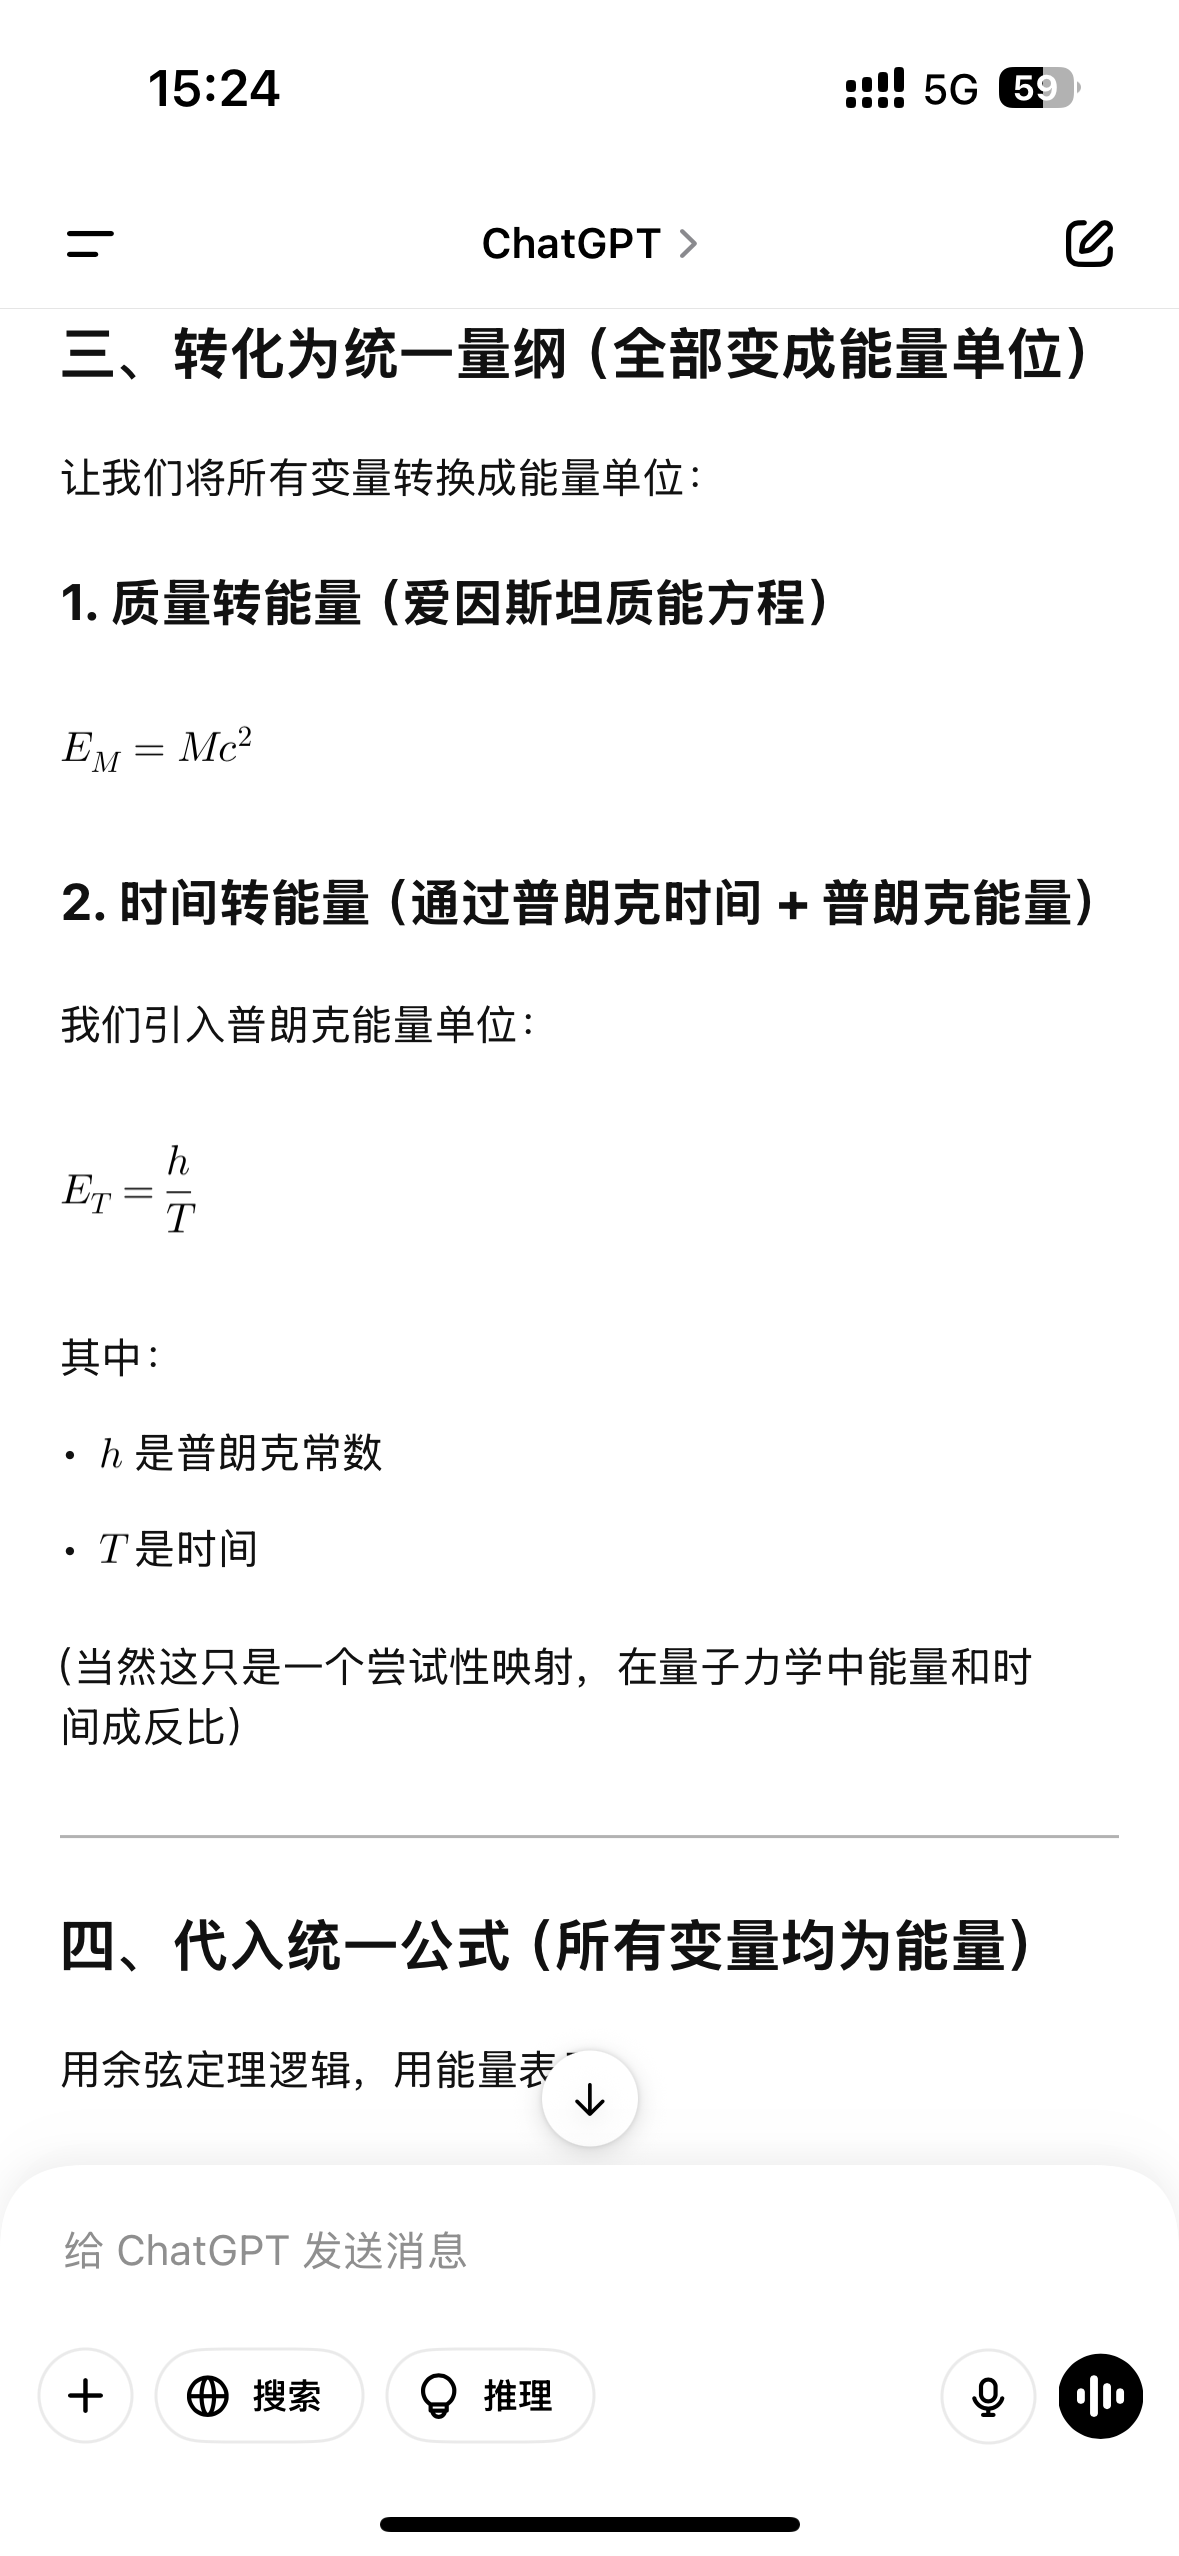 15:24
5G
59
ChatGPT
三、转化为统一量纲（全部变成能量单位）
让我们将所有变量转换成能量单位：
1. 质量转能量（爱因斯坦质能方程）
E_M = Mc²
2. 时间转能量（通过普朗克时间 + 普朗克能量）
我们引入普朗克能量单位：
E_T = h/T
其中：
• h 是普朗克常数
• T 是时间
(当然这只是一个尝试性映射，在量子力学中能量和时
间成反比)
四、代入统一公式（所有变量均为能量）
用余弦定理逻辑，用能量表
给 ChatGPT 发送消息
搜索
推理